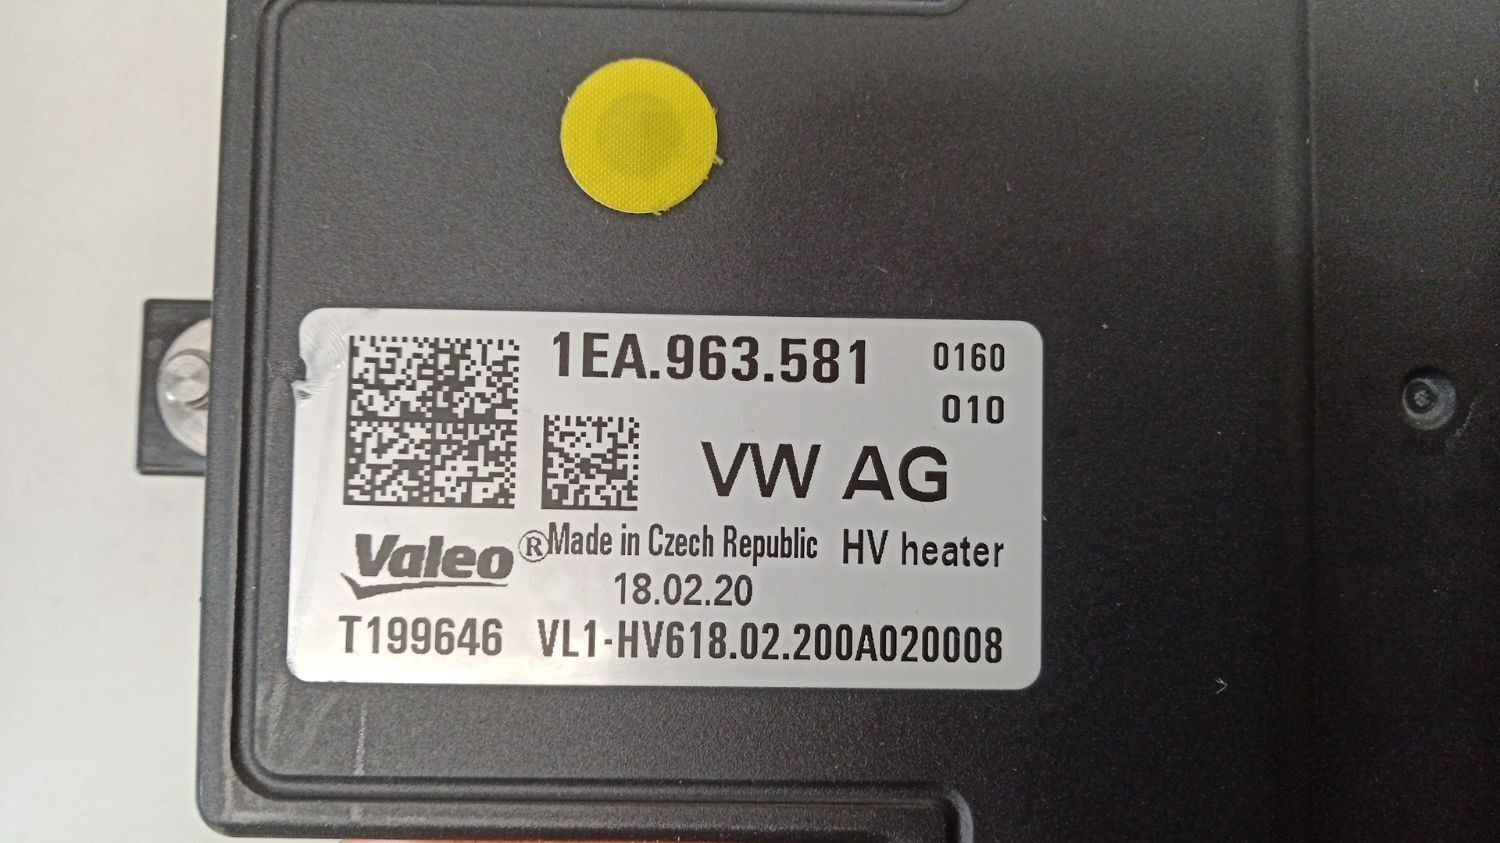 1EA.963.581 0160
010
VW AG
Valeo® Made in Czech Republic HV heater
18.02.20
T199646 VL1-HV618.02.200A020008